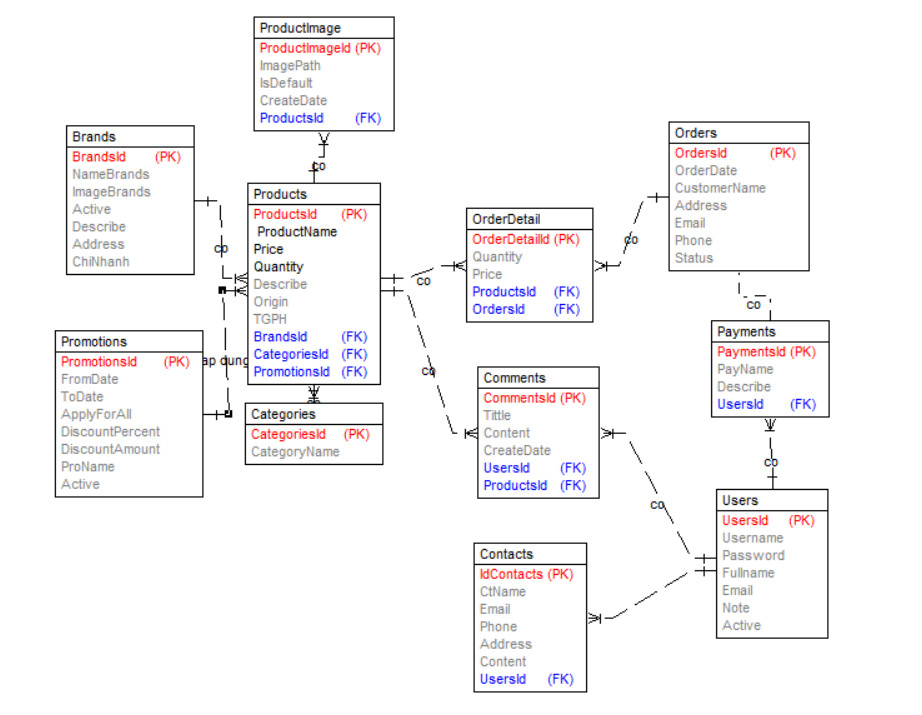 ProductImage
ProductImageId (PK)
ImagePath
IsDefault
CreateDate
ProductsId (FK)
co
Brands
BrandsId (PK)
NameBrands
ImageBrands
Active
Describe
Address
ChiNhanh
co
Products
ProductsId (PK)
ProductName
Price
Quantity
Describe
Origin
TGPH
BrandsId (FK)
CategoriesId (FK)
PromotionsId (FK)
Promotions
PromotionsId (PK)
FromDate
ToDate
ApplyForAll
DiscountPercent
DiscountAmount
ProName
Active
ap dung
co
Categories
CategoriesId (PK)
CategoryName
OrderDetail
OrderDetailId (PK)
Quantity
Price
ProductsId (FK)
OrdersId (FK)
co
co
Orders
OrdersId (PK)
OrderDate
CustomerName
Address
Email
Phone
Status
co
Payments
PaymentsId (PK)
PayName
Describe
UsersId (FK)
co
Comments
CommentsId (PK)
Tittle
Content
CreateDate
UsersId (FK)
ProductsId (FK)
co
co
Users
UsersId (PK)
Username
Password
Fullname
Email
Note
Active
Contacts
IdContacts (PK)
CtName
Email
Phone
Address
Content
UsersId (FK)